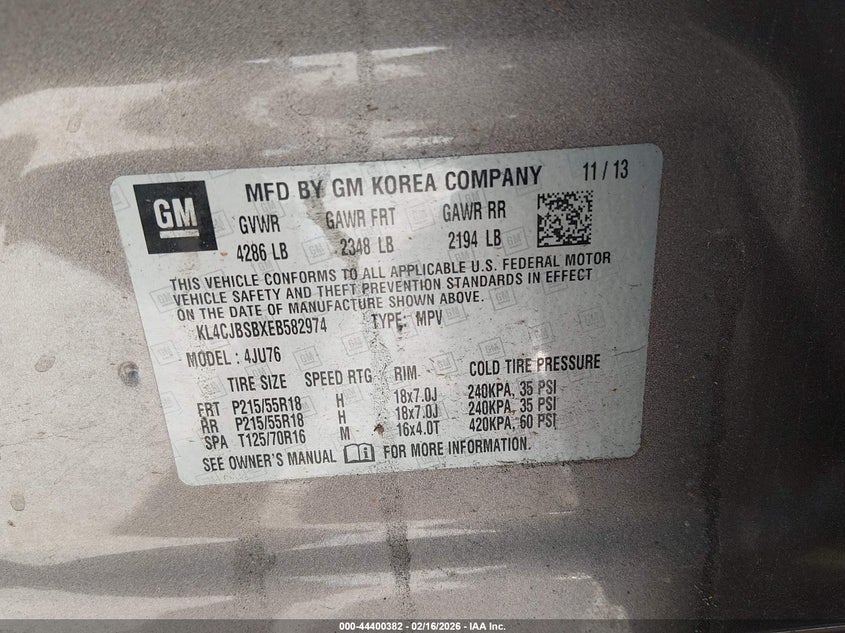 GM
MFD BY GM KOREA COMPANY 11 / 13
GVWR GAWR FRT GAWR RR
4286 LB 2348 LB 2194 LB
THIS VEHICLE CONFORMS TO ALL APPLICABLE U.S. FEDERAL MOTOR
VEHICLE SAFETY AND THEFT PREVENTION STANDARDS IN EFFECT
ON THE DATE OF MANUFACTURE SHOWN ABOVE.
KL4CJBSBXEB582974 TYPE: MPV
MODEL : 4JU76
TIRE SIZE SPEED RTG RIM COLD TIRE PRESSURE
FRT P215/55R18 H 18x7.0J 240KPA, 35 PSI
RR P215/55R18 H 18x7.0J 240KPA, 35 PSI
SPA T125/70R16 M 16x4.0T 420KPA, 60 PSI
SEE OWNER'S MANUAL i FOR MORE INFORMATION.
000-44400382 - 02/16/2026 - IAA Inc.